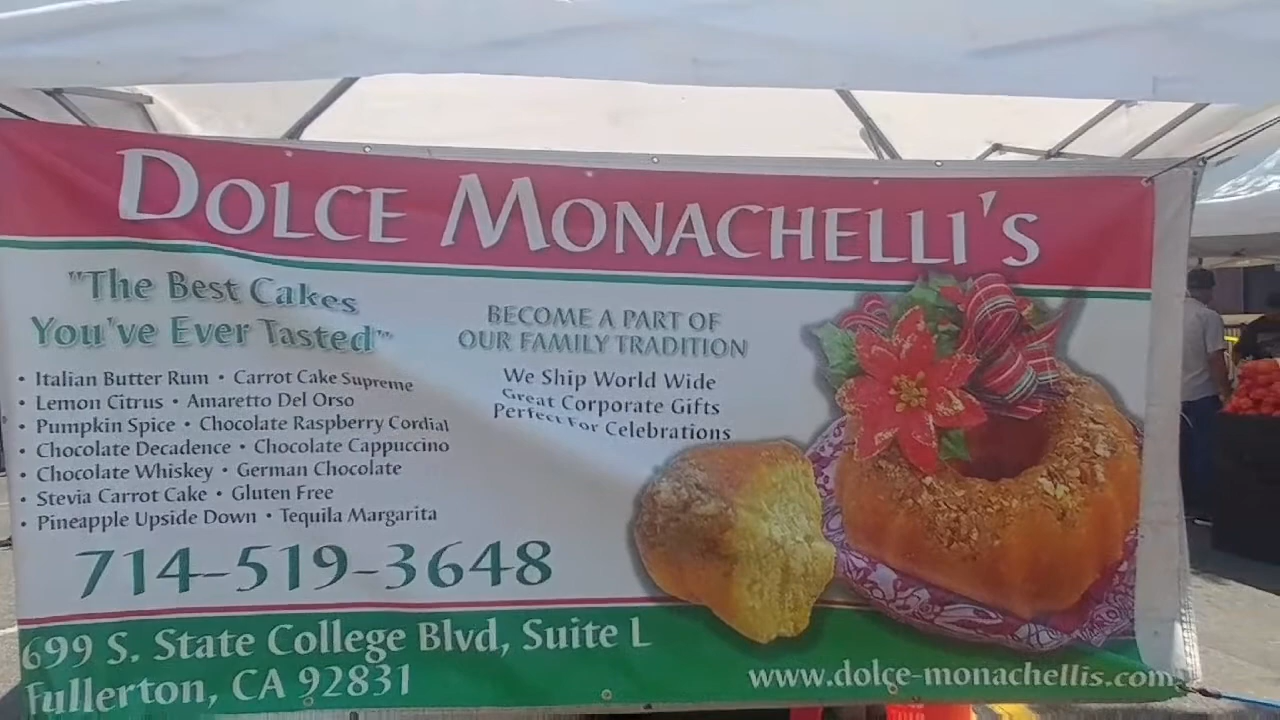 DOLCE MONACHELLI'S
"The Best Cakes
You've Ever Tasted"
• Italian Butter Rum • Carrot Cake Supreme
• Lemon Citrus • Amaretto Del Orso
• Pumpkin Spice • Chocolate Raspberry Cordial
• Chocolate Decadence • Chocolate Cappuccino
• Chocolate Whiskey • German Chocolate
• Stevia Carrot Cake • Gluten Free
• Pineapple Upside Down • Tequila Margarita
BECOME A PART OF
OUR FAMILY TRADITION
We Ship World Wide
Great Corporate Gifts
Perfect For Celebrations
714-519-3648
699 S. State College Blvd, Suite L
Fullerton, CA 92831
www.dolce-monachellis.com